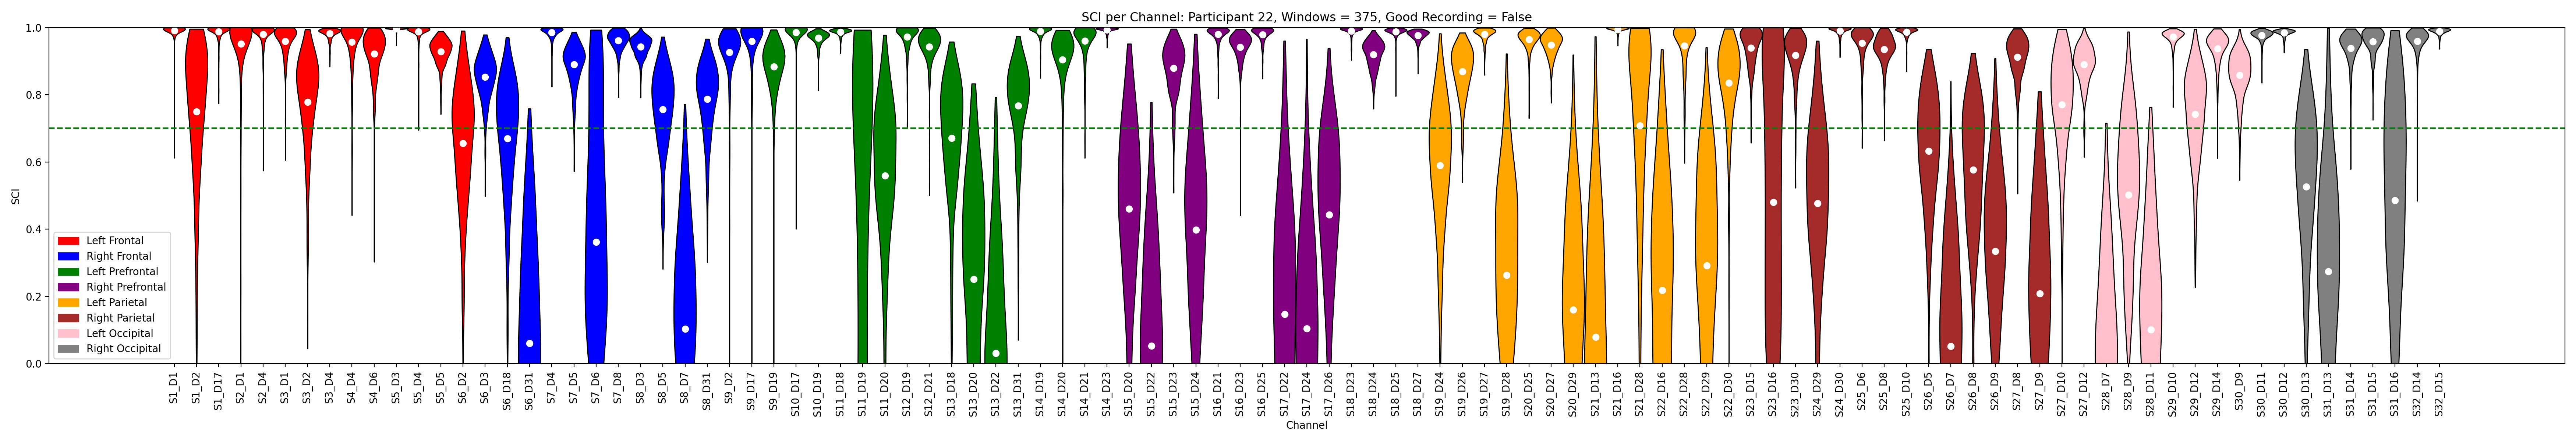 SCI per Channel: Participant 22, Windows = 375, Good Recording = False
SCI
1.0
0.8
0.6
0.4
0.2
0.0
Left Frontal
Right Frontal
Left Prefrontal
Right Prefrontal
Left Parietal
Right Parietal
Left Occipital
Right Occipital
S1_D1
S1_D2
S1_D17
S2_D1
S2_D4
S3_D1
S3_D2
S3_D4
S4_D4
S4_D6
S5_D3
S5_D4
S5_D5
S6_D2
S6_D3
S6_D18
S6_D31
S7_D4
S7_D5
S7_D6
S7_D8
S8_D3
S8_D5
S8_D7
S8_D31
S9_D2
S9_D17
S9_D19
S10_D17
S10_D19
S11_D18
S11_D19
S11_D20
S12_D19
S12_D21
S13_D18
S13_D20
S13_D22
S13_D31
S14_D19
S14_D20
S14_D21
S14_D23
S15_D20
S15_D22
S15_D23
S15_D24
S16_D21
S16_D23
S16_D25
S17_D22
S17_D24
S17_D26
S18_D23
S18_D24
S18_D25
S18_D27
S19_D24
S19_D26
S19_D27
S19_D28
S20_D25
S20_D27
S20_D29
S21_D13
S21_D16
S21_D28
S22_D16
S22_D28
S22_D29
S22_D30
S23_D15
S23_D16
S23_D30
S24_D29
S24_D30
S25_D6
S25_D8
S25_D10
S26_D5
S26_D7
S26_D8
S26_D9
S27_D8
S27_D9
S27_D10
S27_D12
S28_D7
S28_D9
S28_D11
S29_D10
S29_D12
S29_D14
S30_D9
S30_D11
S30_D12
S30_D13
S31_D13
S31_D14
S31_D15
S31_D16
S32_D14
S32_D15
Channel